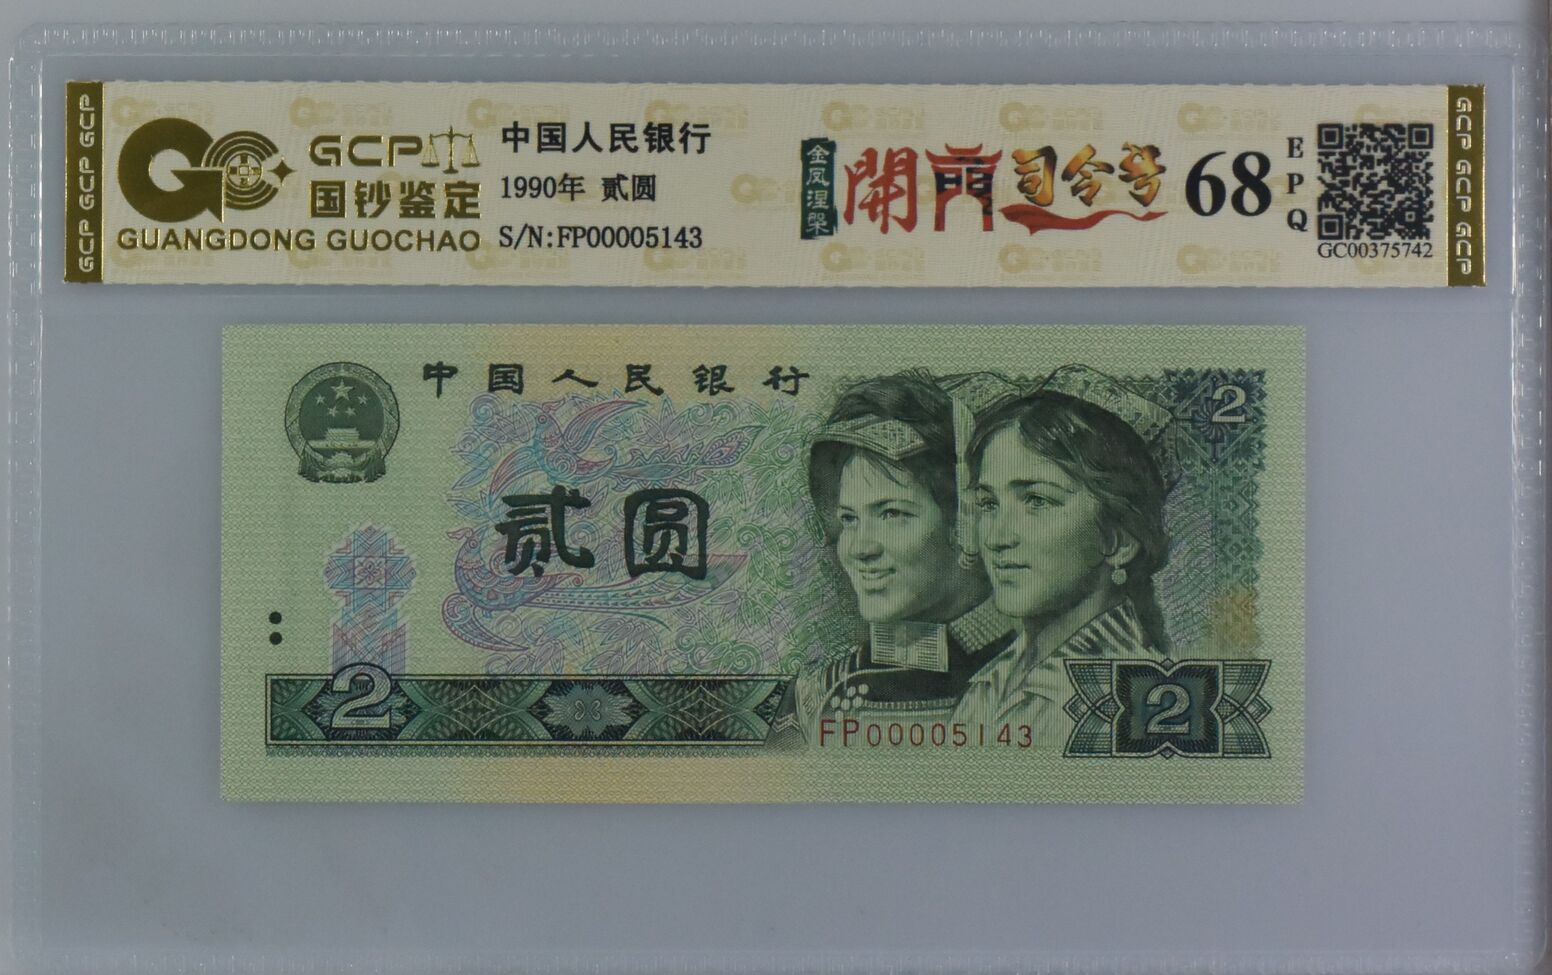 GCP GCP GCP
GCP
国钞鉴定
GUANGDONG GUOCHAO
中国人民银行
1990年 贰圆
S/N:FP00005143
金凤涅槃
開門司令号
68
EPQ
GC00375742
GCP GCP GCP
中国人民银行
2
贰圆
2
FP00005143
2